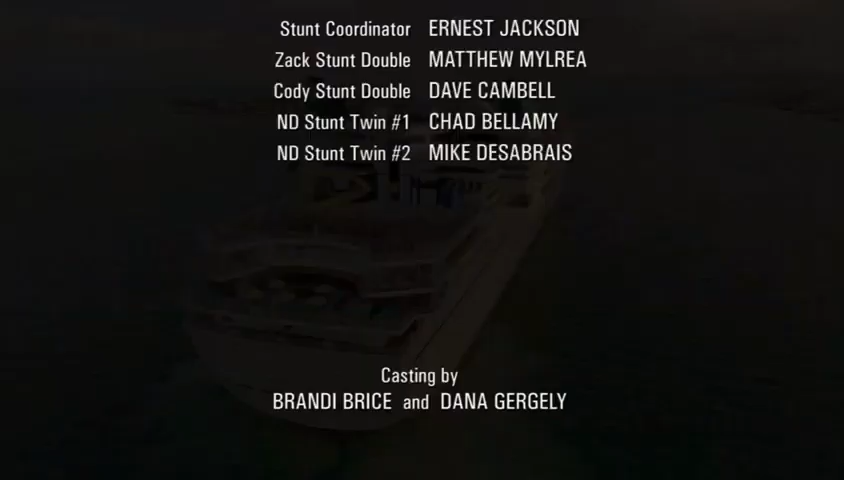 Stunt Coordinator ERNEST JACKSON
Zack Stunt Double MATTHEW MYLREA
Cody Stunt Double DAVE CAMBELL
ND Stunt Twin #1 CHAD BELLAMY
ND Stunt Twin #2 MIKE DESABRAIS
Casting by
BRANDI BRICE and DANA GERGELY